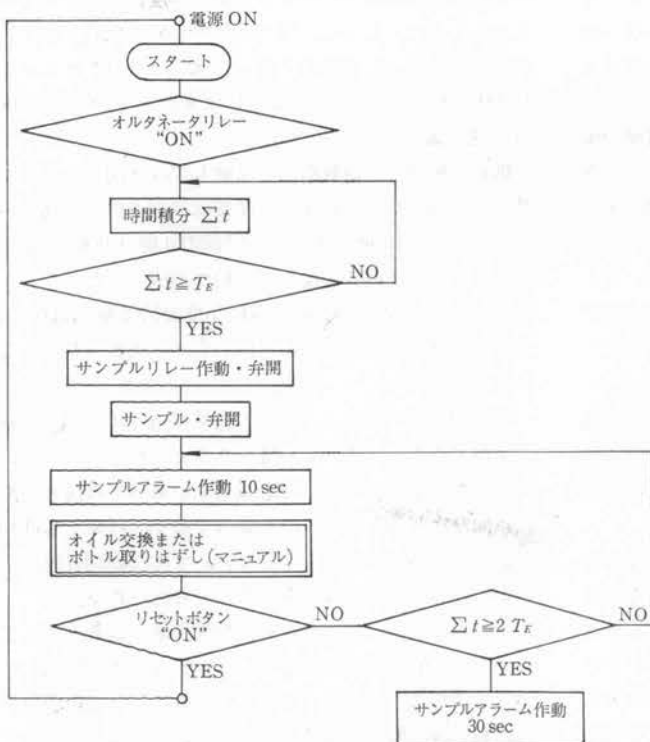 電源 ON
スタート
オルタネータリレー
“ON”
時間積分 Σt
Σt≧TE
NO
YES
サンプルリレー作動・弁開
サンプル・弁開
サンプルアラーム作動 10 sec
オイル交換または
ボトル取りはずし(マニュアル)
リセットボタン
“ON”
NO
YES
Σt≧2 TE
NO
YES
サンプルアラーム作動
30 sec